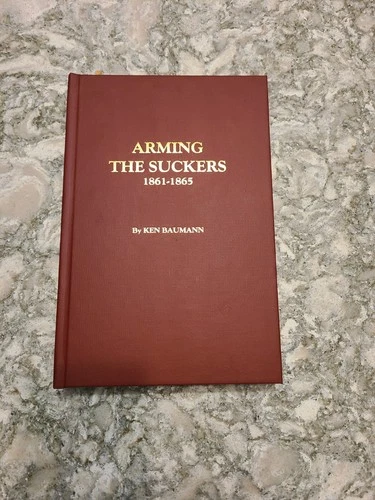 ARMING
THE SUCKERS
1861-1865
By KEN BAUMANN